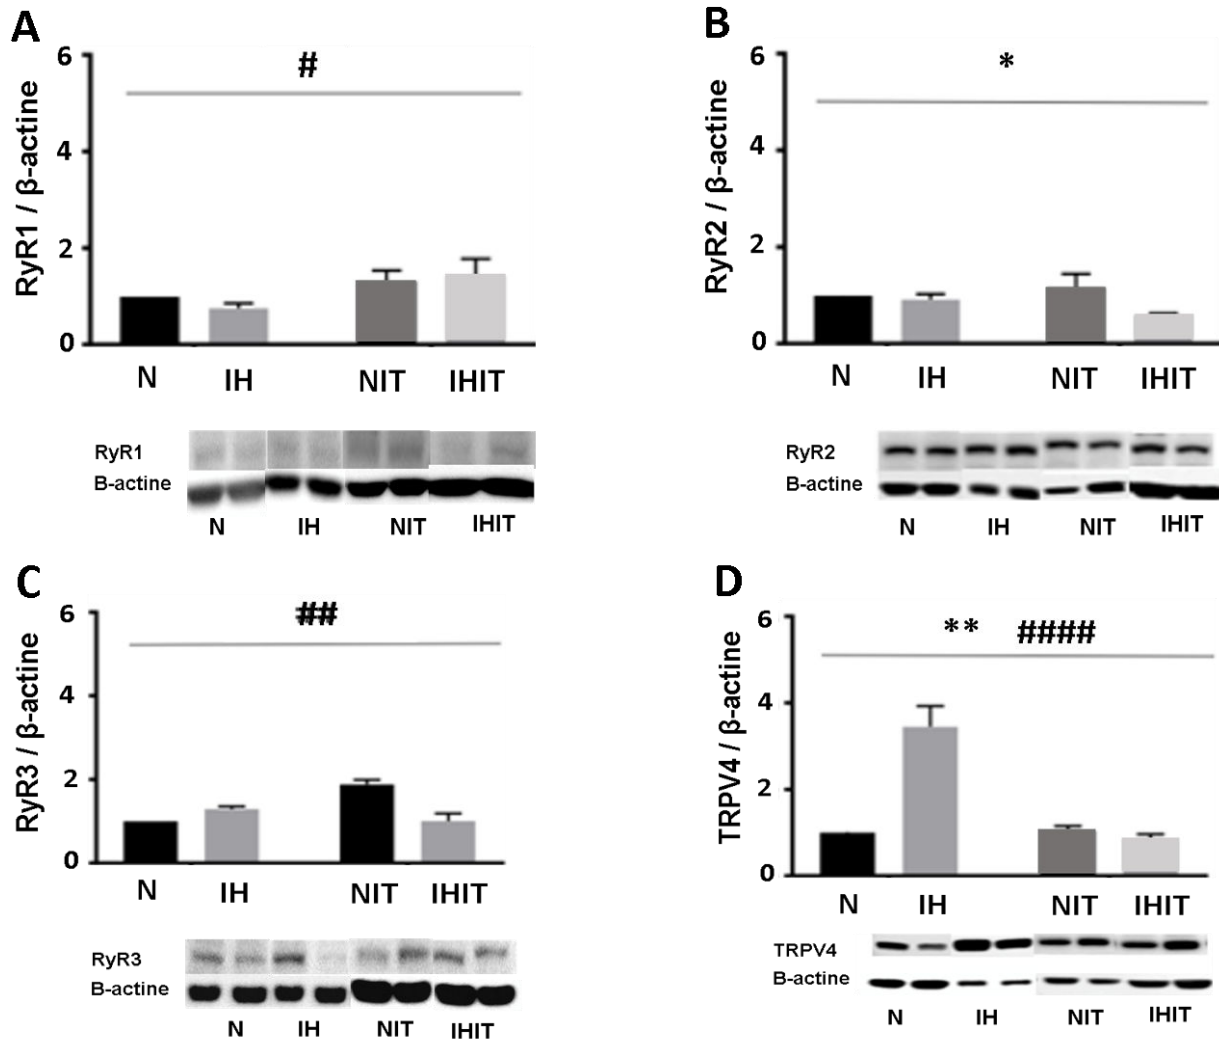 A
RyR1 / β-actine
6
4
2
0
#
N IH NIT IHIT
RyR1
B-actine
N IH NIT IHIT
B
RyR2 / β-actine
6
4
2
0
*
N IH NIT IHIT
RyR2
B-actine
N IH NIT IHIT
C
RyR3 / β-actine
6
4
2
0
##
N IH NIT IHIT
RyR3
B-actine
N IH NIT IHIT
D
TRPV4 / β-actine
6
4
2
0
** ####
N IH NIT IHIT
TRPV4
B-actine
N IH NIT IHIT